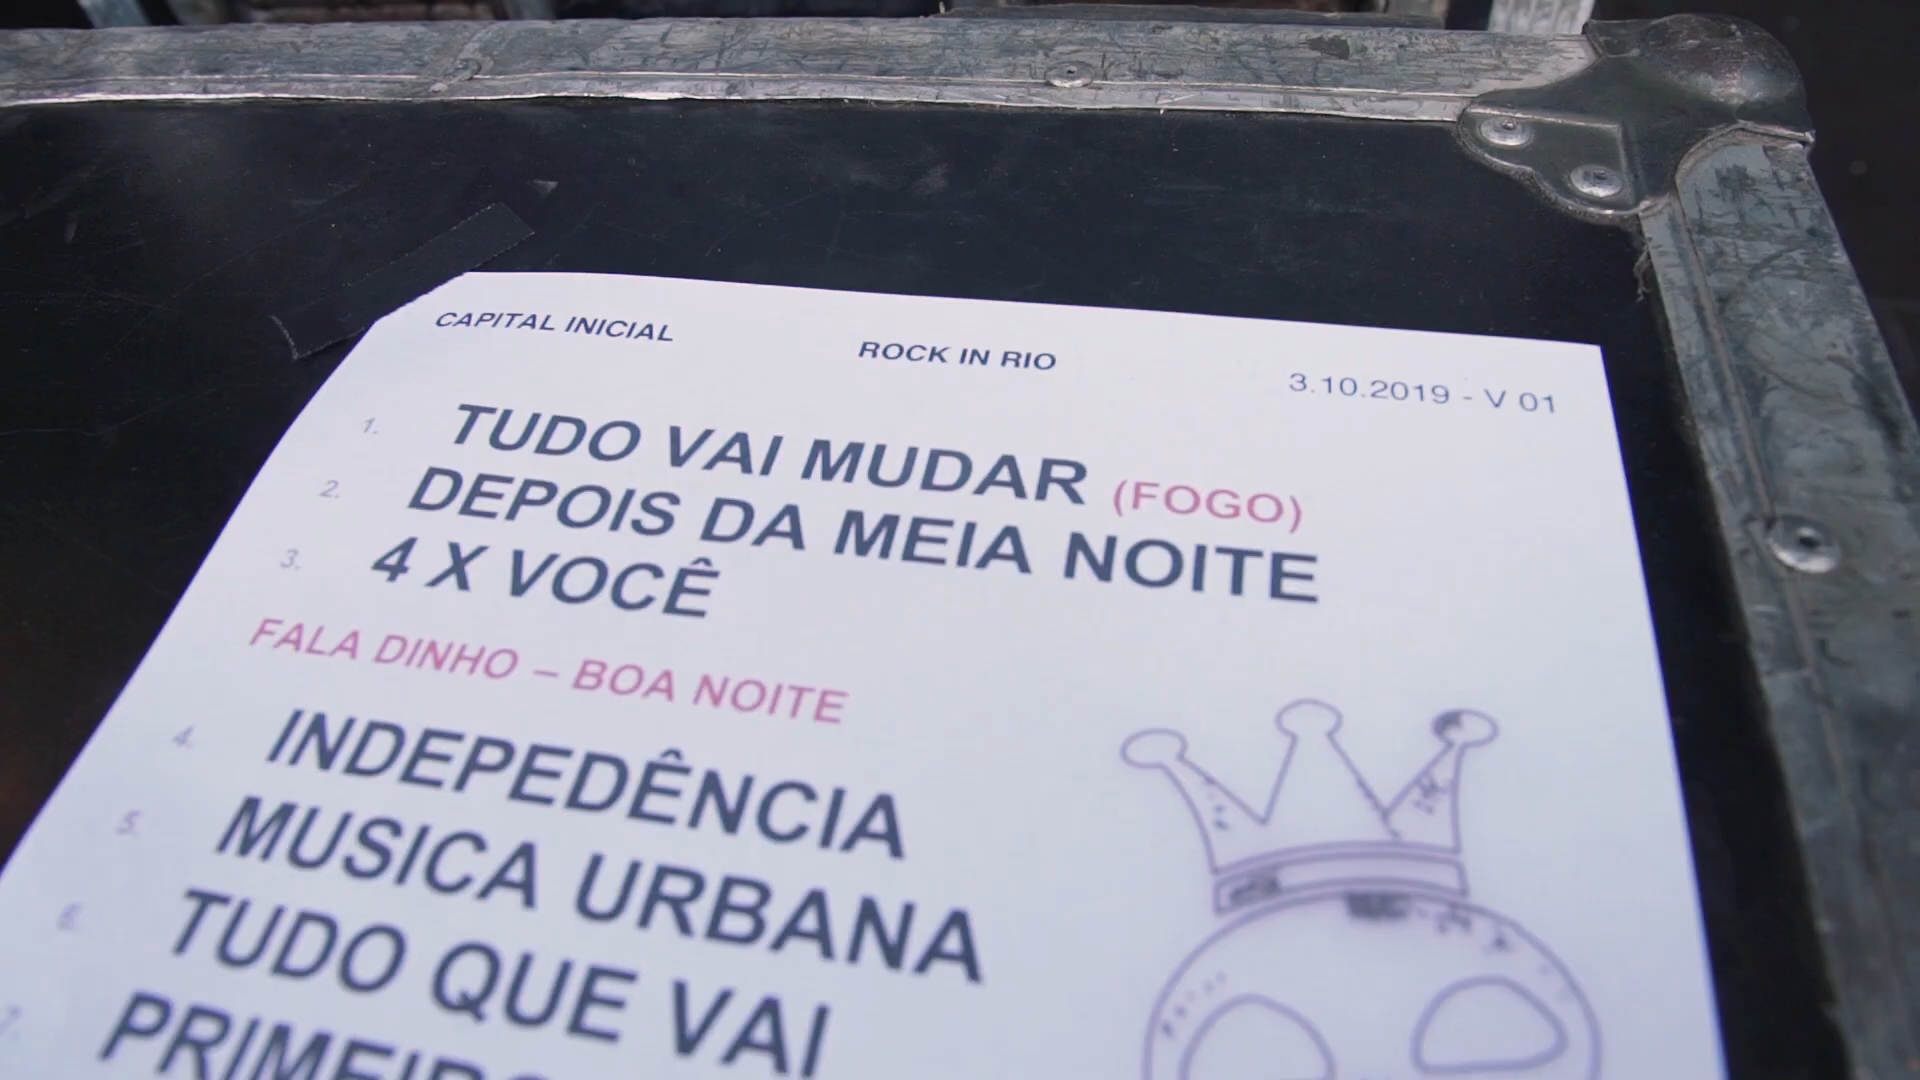 CAPITAL INICIAL ROCK IN RIO 3.10.2019 - V 01
1. TUDO VAI MUDAR (FOGO)
2. DEPOIS DA MEIA NOITE
3. 4 X VOCÊ
FALA DINHO – BOA NOITE
4. INDEPEDÊNCIA
5. MUSICA URBANA
6. TUDO QUE VAI
7.